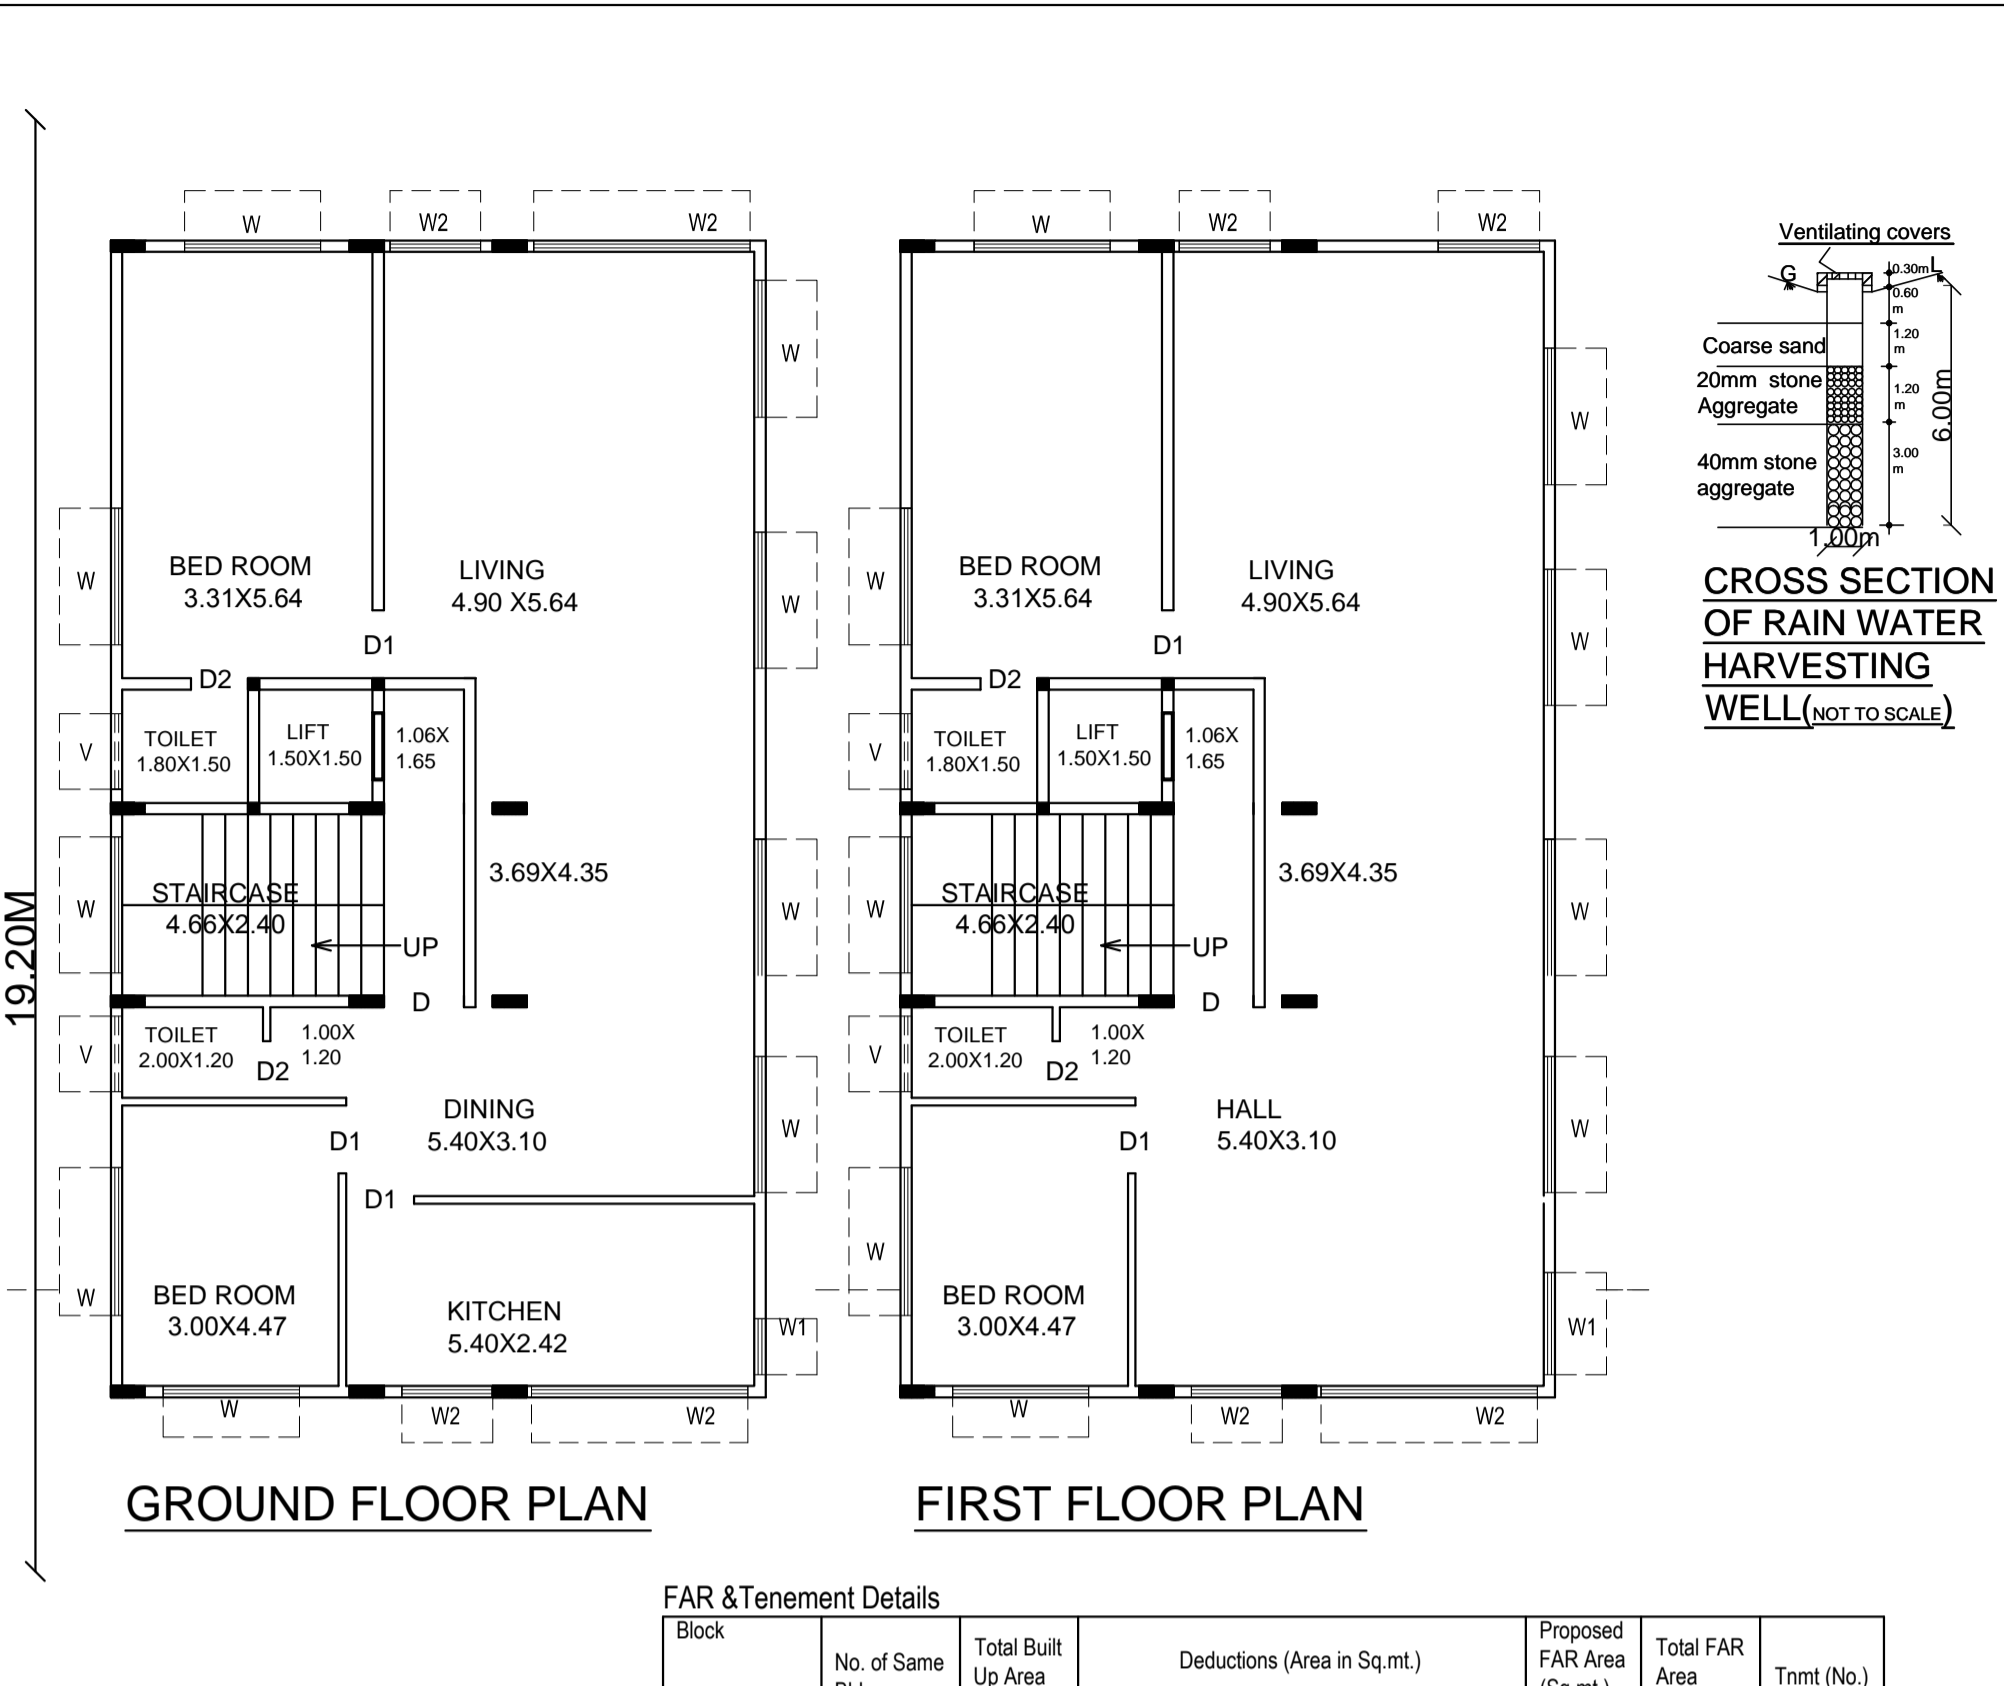 19.20M
W
W2
W2
W
W
BED ROOM
3.31X5.64
LIVING
4.90 X5.64
W
D1
D2
V
TOILET
1.80X1.50
LIFT
1.50X1.50
1.06X
1.65
W
STAIRCASE
4.66X2.40
3.69X4.35
W
UP
D
V
TOILET
2.00X1.20
1.00X
1.20
D2
DINING
5.40X3.10
W
D1
D1
W
BED ROOM
3.00X4.47
KITCHEN
5.40X2.42
W1
W
W2
W2
GROUND FLOOR PLAN
W
W2
W2
W
W
BED ROOM
3.31X5.64
LIVING
4.90X5.64
W
D1
D2
V
TOILET
1.80X1.50
LIFT
1.50X1.50
1.06X
1.65
W
STAIRCASE
4.66X2.40
3.69X4.35
W
UP
D
V
TOILET
2.00X1.20
1.00X
1.20
D2
HALL
5.40X3.10
W
D1
W
BED ROOM
3.00X4.47
W1
W
W2
W2
FIRST FLOOR PLAN
Ventilating covers
G
L
0.30m
0.60
m
1.20
m
Coarse sand
20mm stone
Aggregate
1.20
m
6.00m
40mm stone
aggregate
3.00
m
1.00m
CROSS SECTION
OF RAIN WATER
HARVESTING
WELL(NOT TO SCALE)
FAR &Tenement Details
Block
No. of Same
Total Built
Up Area
Deductions (Area in Sq.mt.)
Proposed
FAR Area
Total FAR
Area
Tnmt (No.)